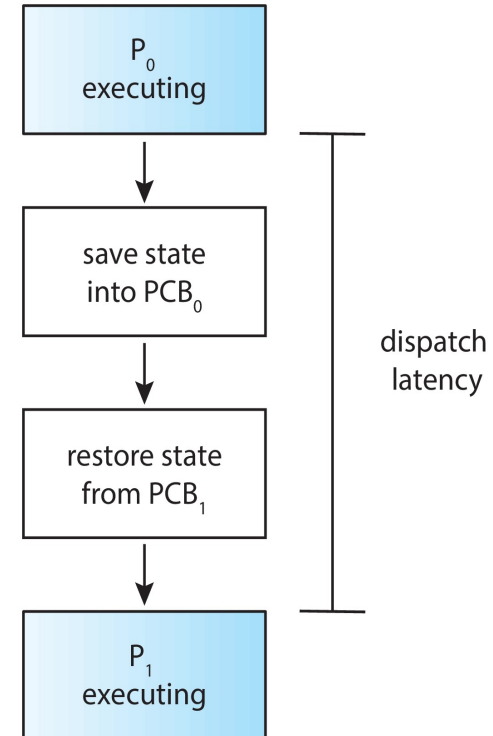 P₀
executing
save state
into PCB₀
restore state
from PCB₁
P₁
executing
dispatch
latency